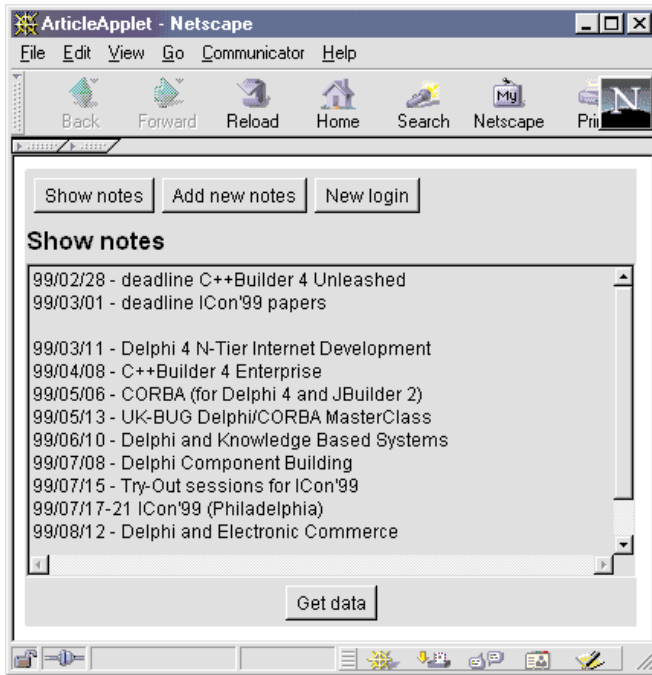 ArticleApplet - Netscape
File Edit View Go Communicator Help
My N
Back Forward Reload Home Search Netscape
Show notes Add new notes New login
Show notes
99/02/28 - deadline C++Builder 4 Unleashed
99/03/01 - deadline ICon'99 papers
99/03/11 - Delphi 4 N-Tier Internet Development
99/04/08 - C++Builder 4 Enterprise
99/05/06 - CORBA (for Delphi 4 and JBuilder 2)
99/05/13 - UK-BUG Delphi/CORBA MasterClass
99/06/10 - Delphi and Knowledge Based Systems
99/07/08 - Delphi Component Building
99/07/15 - Try-Out sessions for ICon'99
99/07/17-21 ICon'99 (Philadelphia)
99/08/12 - Delphi and Electronic Commerce
Get data